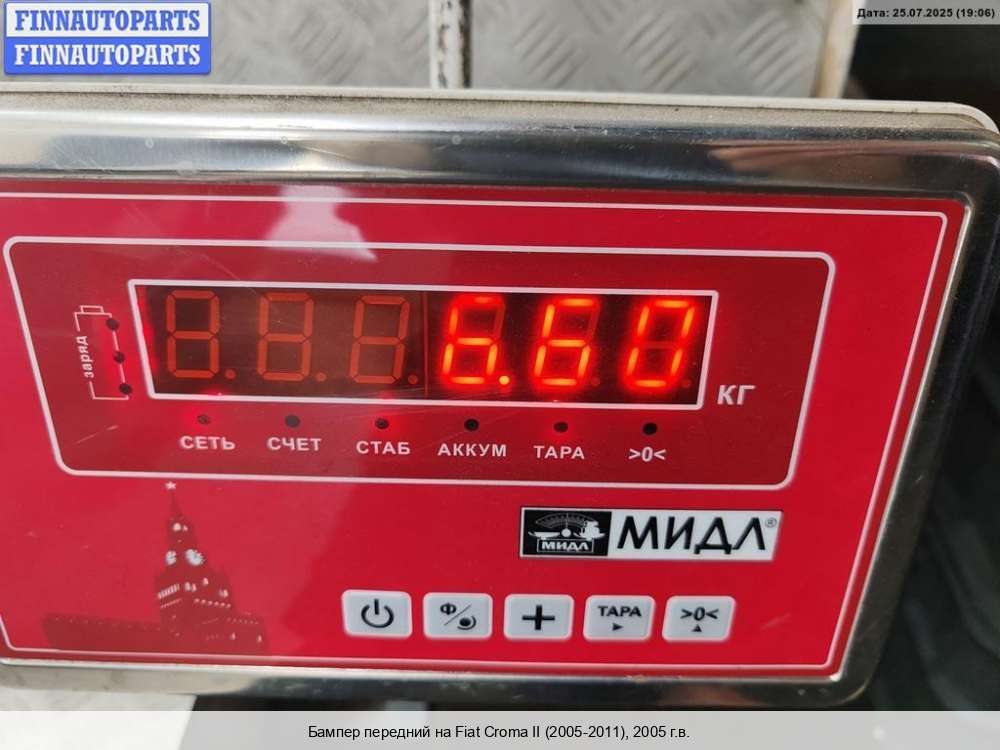 FINNAUTOPARTS
FINNAUTOPARTS
Дата: 25.07.2025 (19:06)
заряд
6.60
КГ
СЕТЬ СЧЕТ СТАБ АККУМ ТАРА >0<
МИДЛ МИДЛ®
Ф ТАРА >0<
Бампер передний на Fiat Croma II (2005-2011), 2005 г.в.